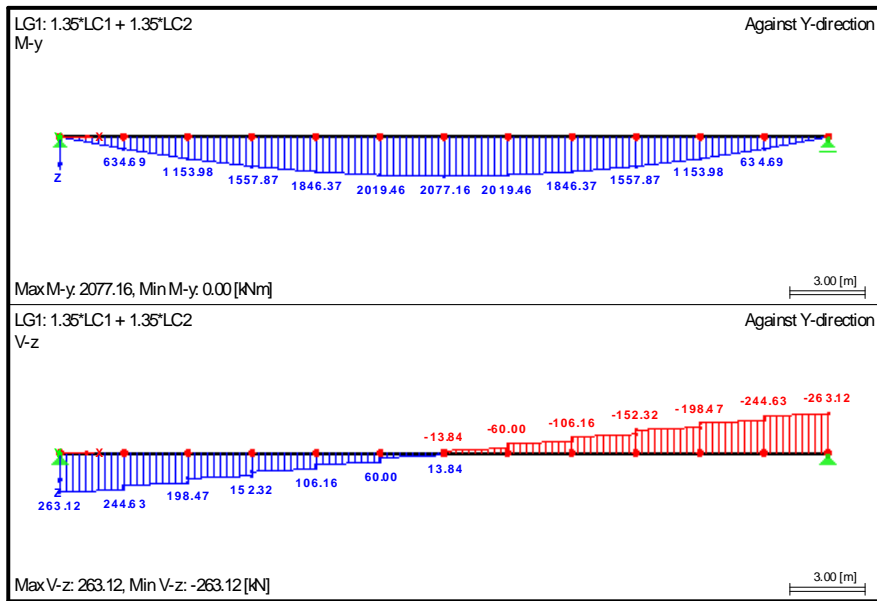 LG1: 1.35*LC1 + 1.35*LC2 Against Y-direction
M-y
X
Z
634.69 1153.98 1557.87 1846.37 2019.46 2077.16 2019.46 1846.37 1557.87 1153.98 634.69
3.00 [m]
Max M-y: 2077.16, Min M-y: 0.00 [kNm]
LG1: 1.35*LC1 + 1.35*LC2 Against Y-direction
V-z
-13.84 -60.00 -106.16 -152.32 -198.47 -244.63 -263.12
X
Z
263.12 244.63 198.47 152.32 106.16 60.00 13.84
3.00 [m]
Max V-z: 263.12, Min V-z: -263.12 [kN]